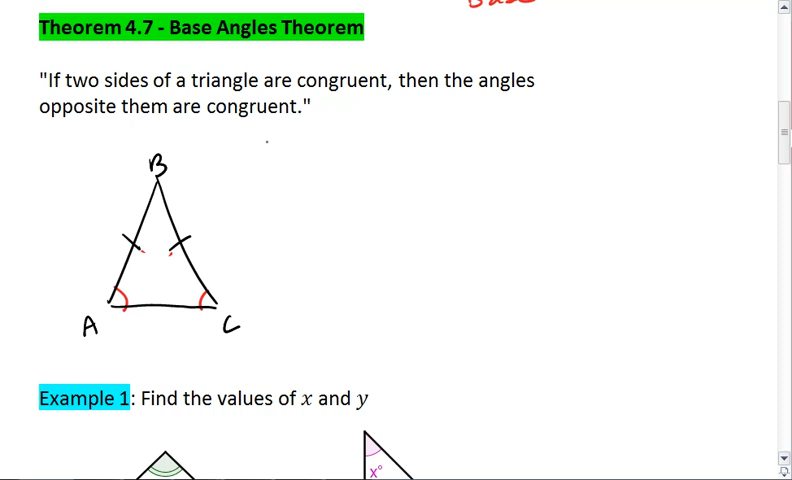 Base
Theorem 4.7 - Base Angles Theorem
"If two sides of a triangle are congruent, then the angles
opposite them are congruent."
B
A
C
Example 1: Find the values of x and y
x°